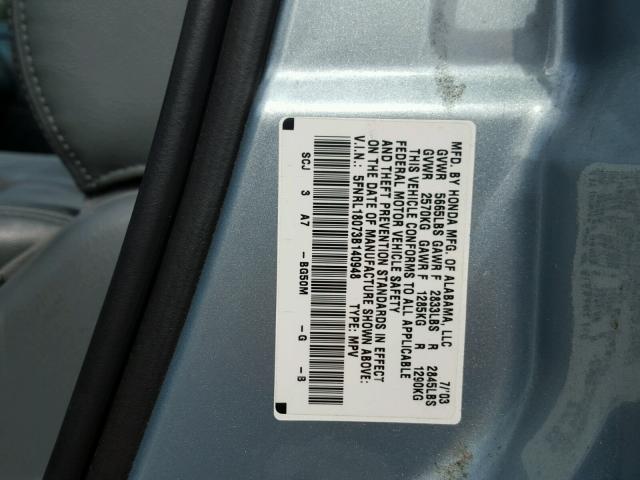 MFD. BY HONDA MFG. OF ALABAMA, LLC 7/'03
GVWR 5665LBS GAWR F 2833LBS R 2845LBS
GVWR 2570KG GAWR F 1285KG R 1290KG
THIS VEHICLE CONFORMS TO ALL APPLICABLE
FEDERAL MOTOR VEHICLE SAFETY
AND THEFT PREVENTION STANDARDS IN EFFECT
ON THE DATE OF MANUFACTURE SHOWN ABOVE:
V.I.N.: 5FNRL18073B140948 TYPE: MPV
SCJ 3 A7 -BG50M -G -B